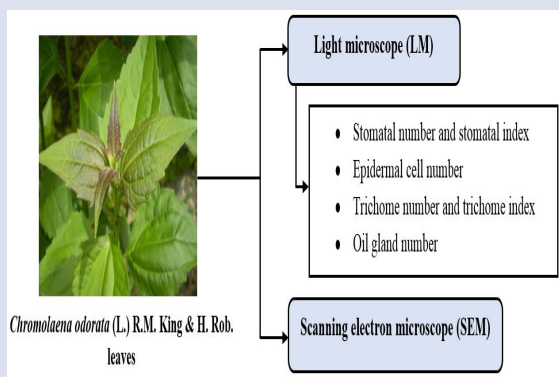 Light microscope (LM)
• Stomatal number and stomatal index
• Epidermal cell number
• Trichome number and trichome index
• Oil gland number
Chromolaena odorata (L.) R.M. King & H. Rob.
leaves
Scanning electron microscope (SEM)